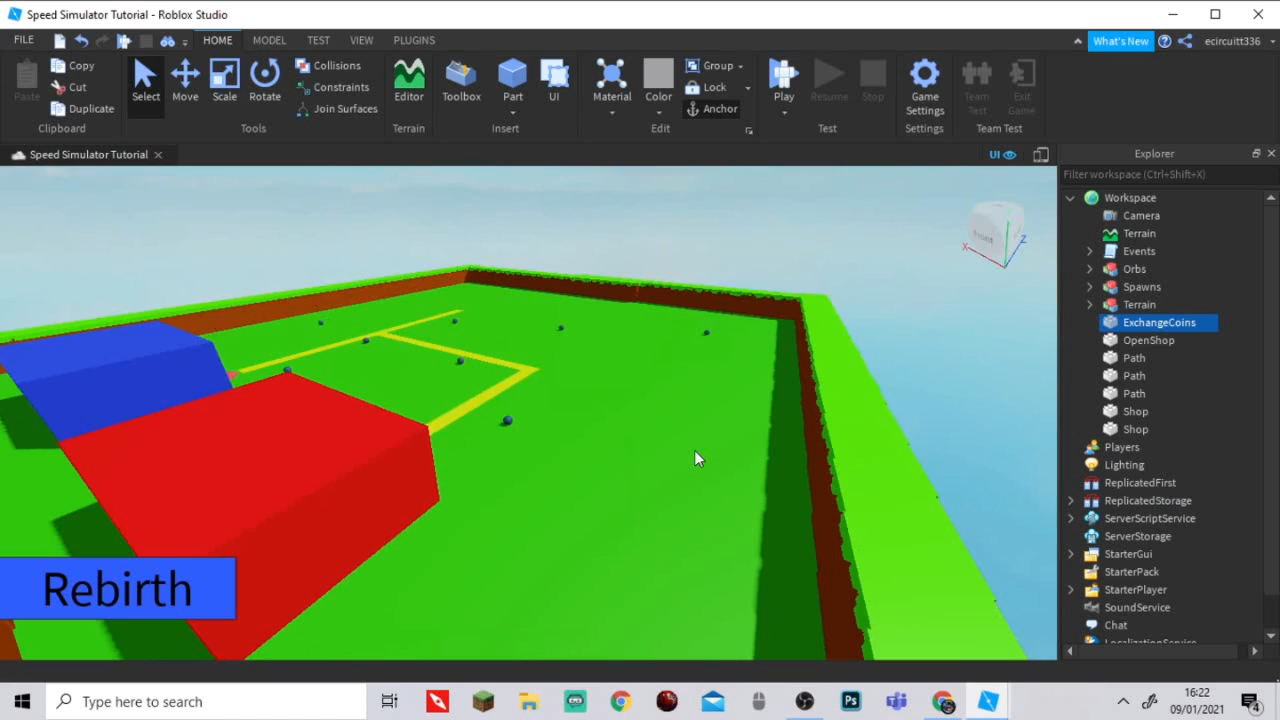 Speed Simulator Tutorial - Roblox Studio
FILE HOME MODEL TEST VIEW PLUGINS What's New ecircuitt336
Paste
Copy
Cut
Duplicate
Clipboard
Select
Move
Scale
Rotate
Collisions
Constraints
Join Surfaces
Tools
Editor
Terrain
Toolbox
Part
UI
Insert
Material
Color
Group
Lock
Anchor
Edit
Play
Resume
Stop
Test
Game Settings
Settings
Team Test
Exit Game
Team Test
Speed Simulator Tutorial
UI
Explorer
Filter workspace (Ctrl+Shift+X)
Workspace
Camera
Terrain
Events
Orbs
Spawns
Terrain
ExchangeCoins
OpenShop
Path
Path
Path
Shop
Shop
Players
Lighting
ReplicatedFirst
ReplicatedStorage
ServerScriptService
ServerStorage
StarterGui
StarterPack
StarterPlayer
SoundService
Chat
LocalizationService
X
Z
Rebirth
Type here to search
Ps
16:22
09/01/2021
4